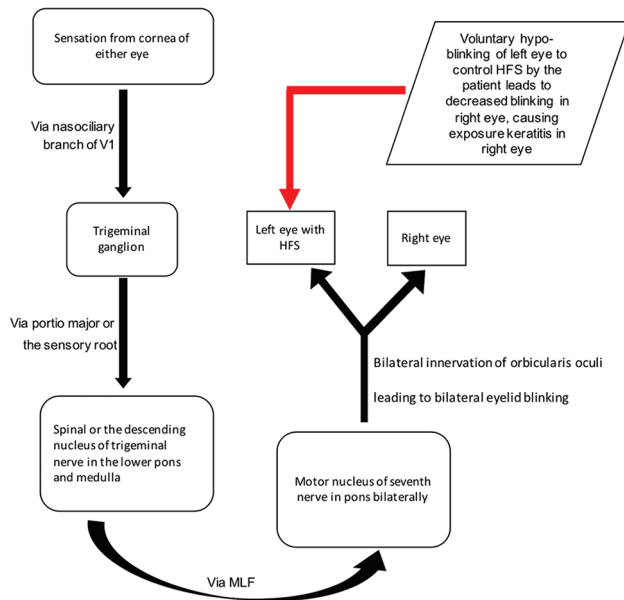 Sensation from cornea of
either eye
Via nasociliary
branch of V1
Trigeminal
ganglion
Via portio major or
the sensory root
Spinal or the descending
nucleus of trigeminal
nerve in the lower pons
and medulla
Via MLF
Motor nucleus of seventh
nerve in pons bilaterally
Bilateral innervation of orbicularis oculi
leading to bilateral eyelid blinking
Left eye with
HFS
Right eye
Voluntary hypo-
blinking of left eye to
control HFS by the
patient leads to
decreased blinking in
right eye, causing
exposure keratitis in
right eye